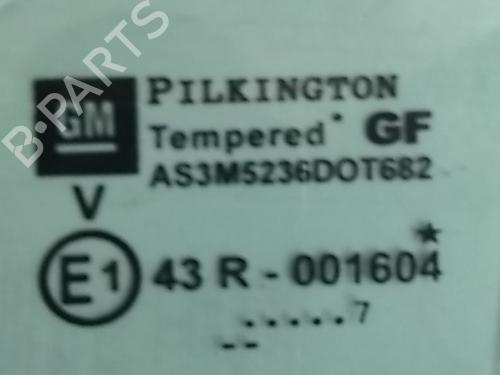 B-PARTS
GM PILKINGTON
Tempered GF
AS3M5236DOT682
V
E1 43 R - 001604
.....7
--